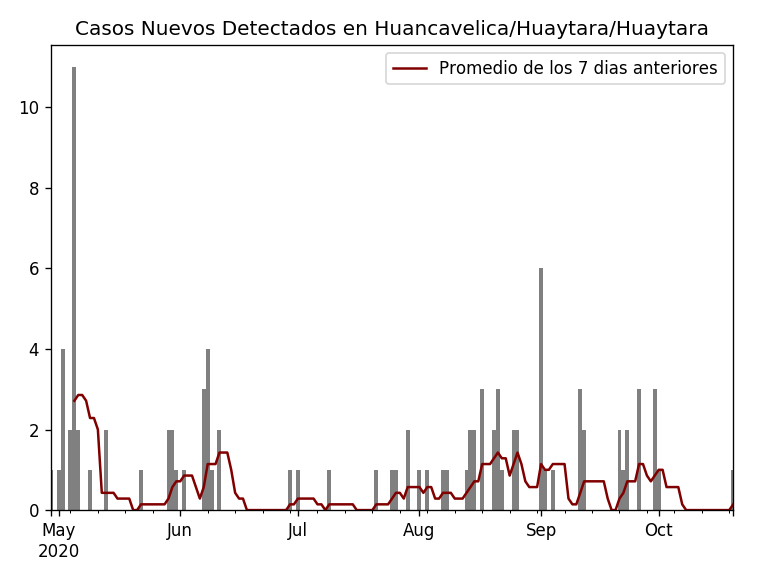 Casos Nuevos Detectados en Huancavelica/Huaytara/Huaytara
Promedio de los 7 dias anteriores
10
8
6
4
2
0
May Jun Jul Aug Sep Oct
2020